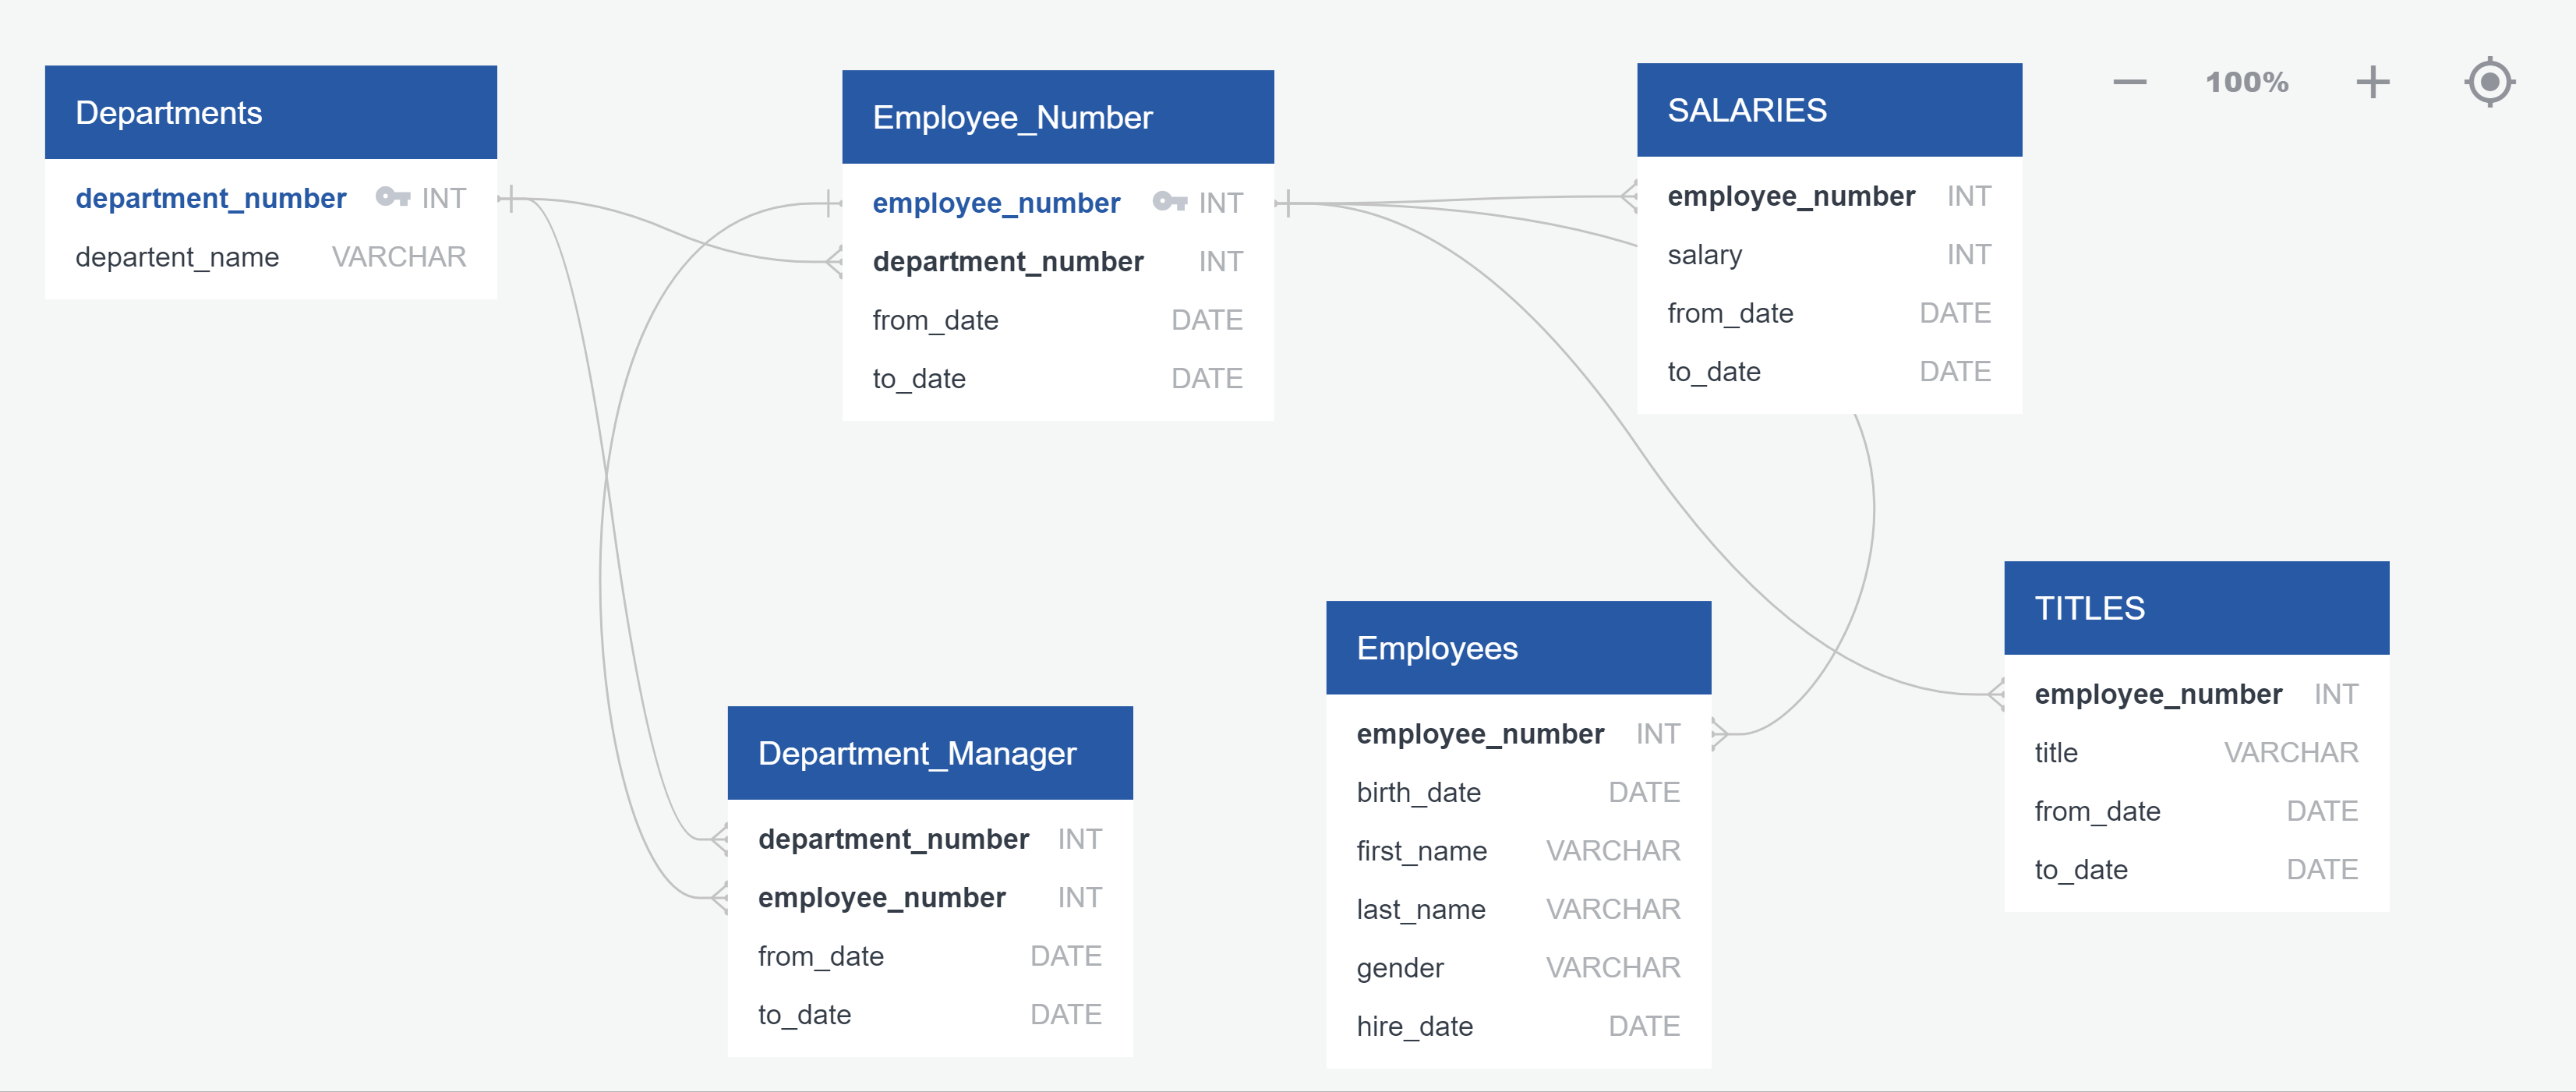 Departments
department_number INT
departent_name VARCHAR
Employee_Number
employee_number INT
department_number INT
from_date DATE
to_date DATE
SALARIES
employee_number INT
salary INT
from_date DATE
to_date DATE
100%
Department_Manager
department_number INT
employee_number INT
from_date DATE
to_date DATE
Employees
employee_number INT
birth_date DATE
first_name VARCHAR
last_name VARCHAR
gender VARCHAR
hire_date DATE
TITLES
employee_number INT
title VARCHAR
from_date DATE
to_date DATE